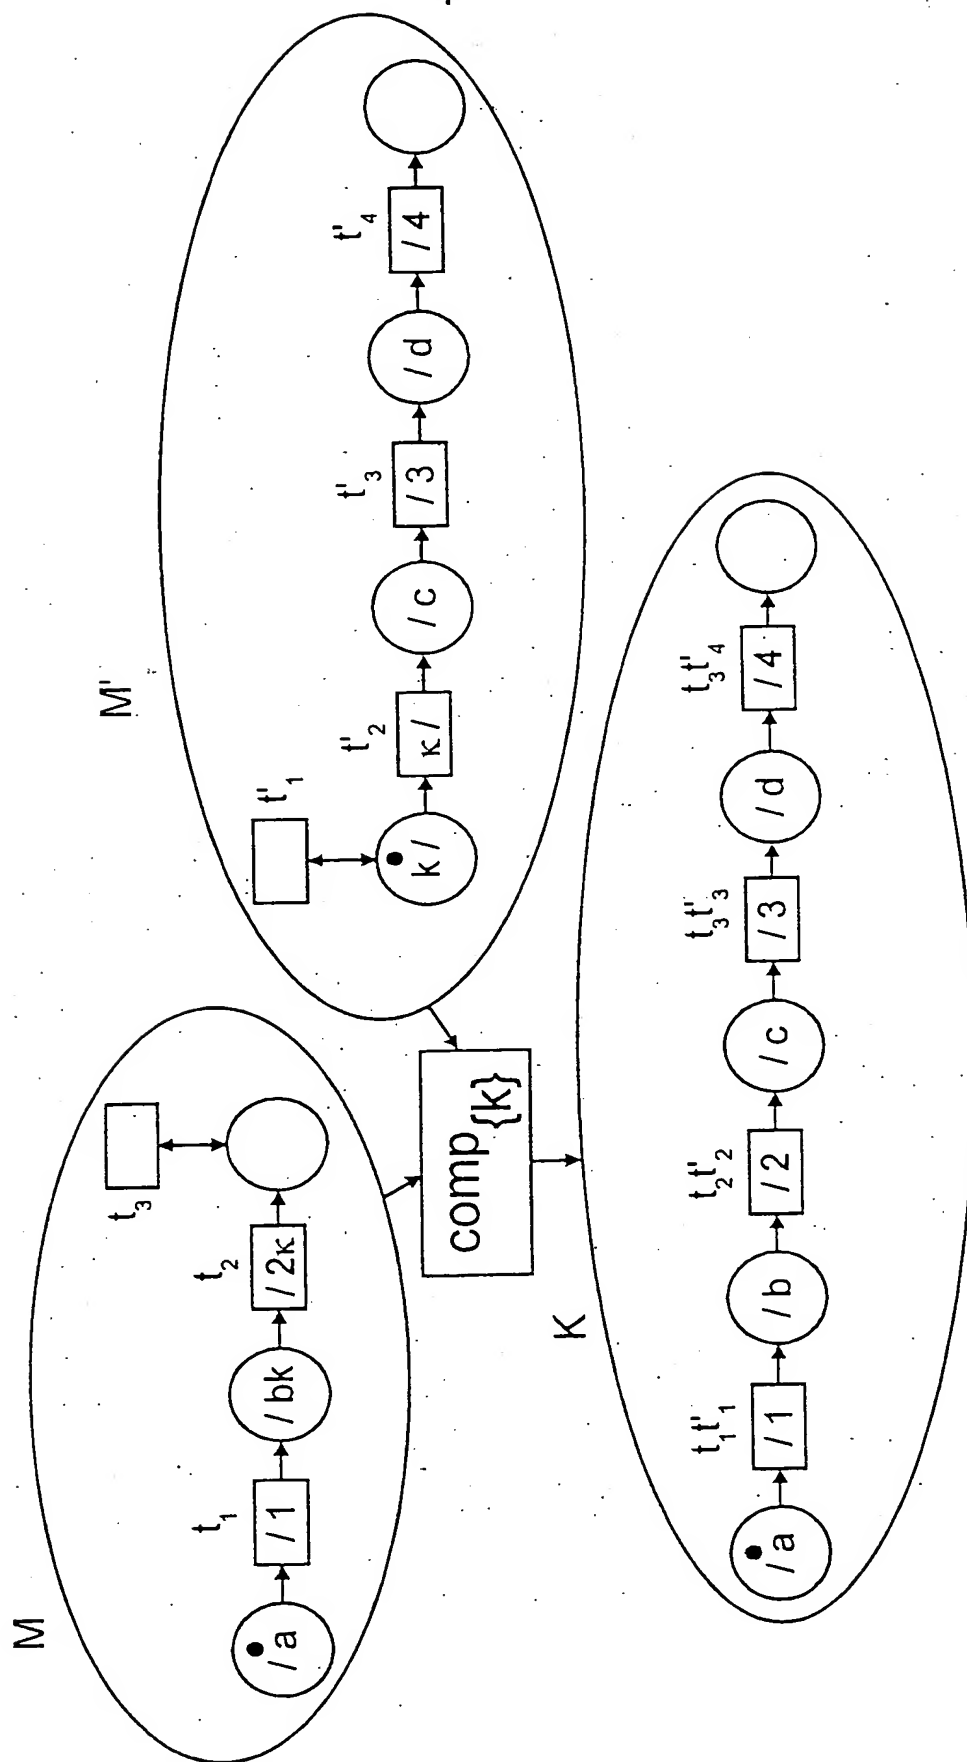 M
t₁
t₂
t₃
/ a
/ 1
/ bk
/ 2κ
M'
t'₁
t'₂
t'₃
t'₄
k /
κ /
/ c
/ 3
/ d
/ 4
comp{k}
K
t₁t'₁
t₂t'₂
t₃t'₃
t₃t'₄
/ a
/ 1
/ b
/ 2
/ c
/ 3
/ d
/ 4